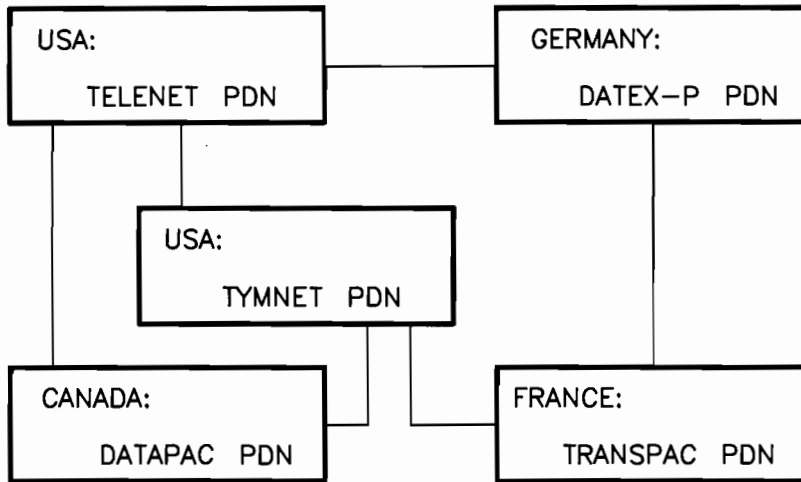 USA:
TELENET PDN
GERMANY:
DATEX-P PDN
USA:
TYMNET PDN
CANADA:
DATAPAC PDN
FRANCE:
TRANSPAC PDN